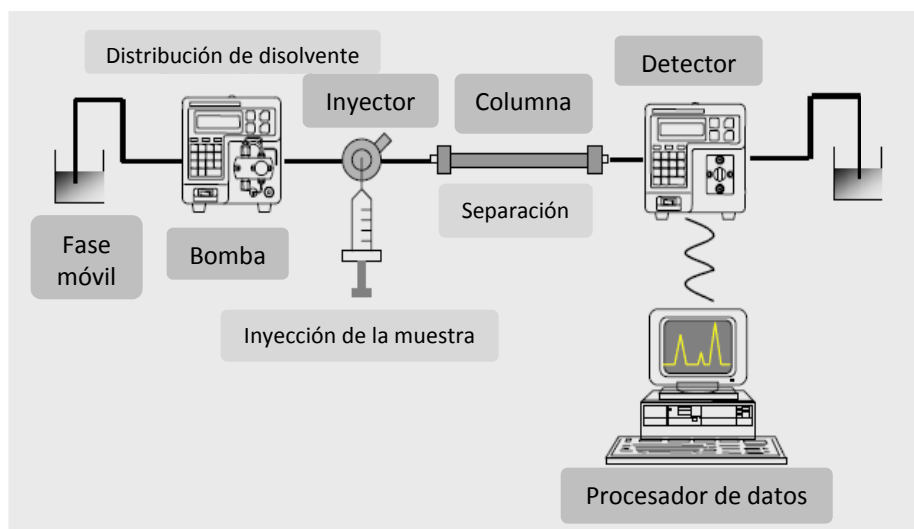 Distribución de disolvente
Detector
Inyector
Columna
Separación
Fase
móvil
Bomba
Inyección de la muestra
Procesador de datos